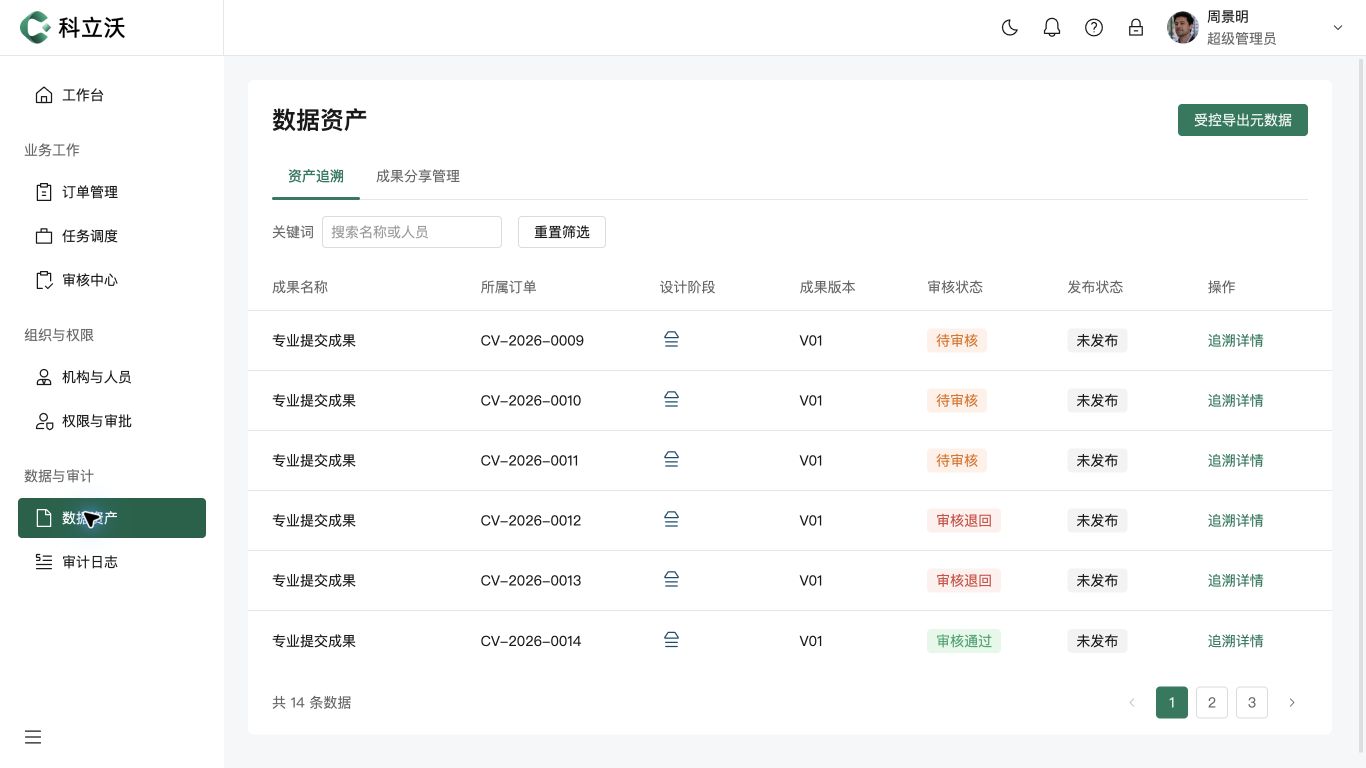 科立沃
周景明
超级管理员
工作台
业务工作
订单管理
任务调度
审核中心
组织与权限
机构与人员
权限与审批
数据与审计
数据资产
审计日志
数据资产
受控导出元数据
资产追溯 成果分享管理
关键词 搜索名称或人员 重置筛选
成果名称 所属订单 设计阶段 成果版本 审核状态 发布状态 操作
专业提交成果 CV-2026-0009 V01 待审核 未发布 追溯详情
专业提交成果 CV-2026-0010 V01 待审核 未发布 追溯详情
专业提交成果 CV-2026-0011 V01 待审核 未发布 追溯详情
专业提交成果 CV-2026-0012 V01 审核退回 未发布 追溯详情
专业提交成果 CV-2026-0013 V01 审核退回 未发布 追溯详情
专业提交成果 CV-2026-0014 V01 审核通过 未发布 追溯详情
共 14 条数据 1 2 3